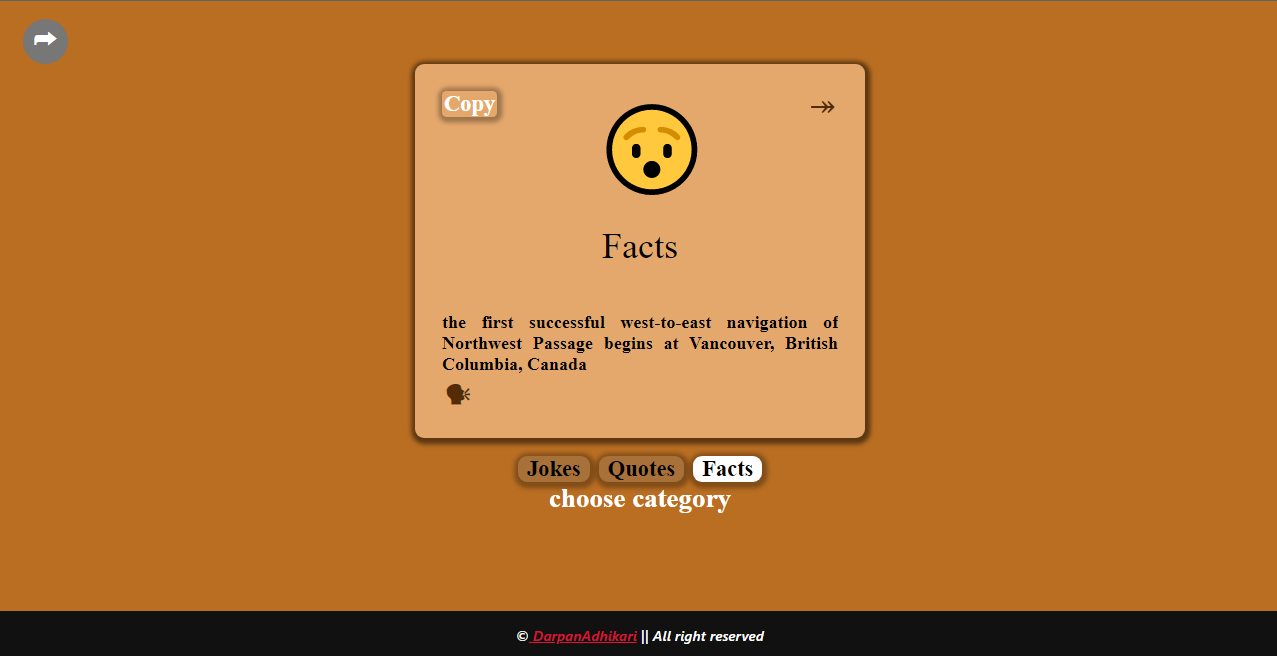 Copy
Facts
the first successful west-to-east navigation of
Northwest Passage begins at Vancouver, British
Columbia, Canada
Jokes Quotes Facts
choose category
© DarpanAdhikari || All right reserved